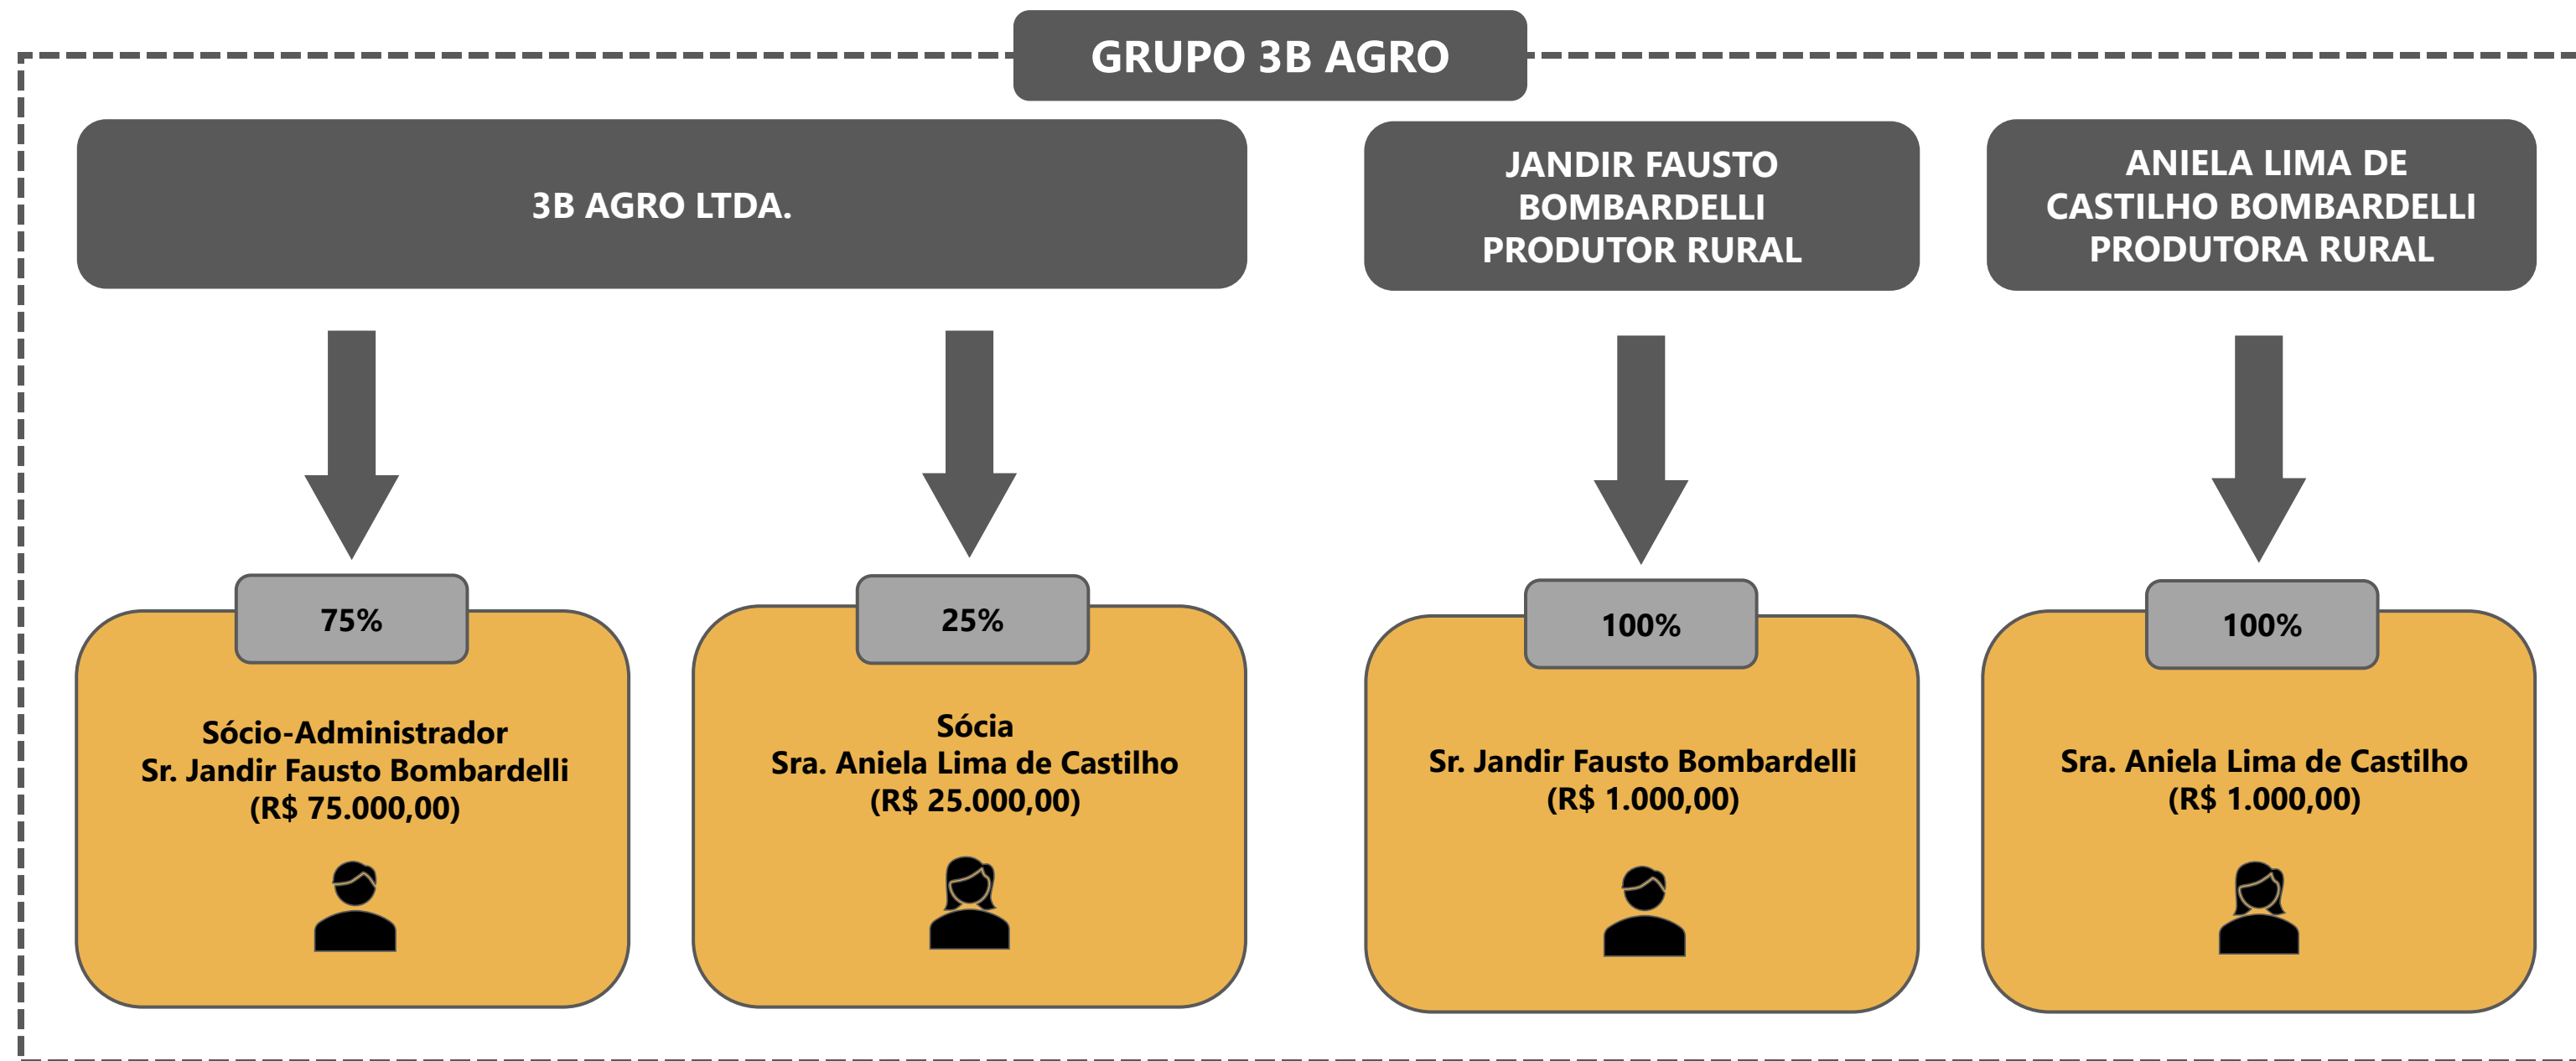 GRUPO 3B AGRO
3B AGRO LTDA.
JANDIR FAUSTO
BOMBARDELLI
PRODUTOR RURAL
ANIELA LIMA DE
CASTILHO BOMBARDELLI
PRODUTORA RURAL
75%
Sócio-Administrador
Sr. Jandir Fausto Bombardelli
(R$ 75.000,00)
25%
Sócia
Sra. Aniela Lima de Castilho
(R$ 25.000,00)
100%
Sr. Jandir Fausto Bombardelli
(R$ 1.000,00)
100%
Sra. Aniela Lima de Castilho
(R$ 1.000,00)